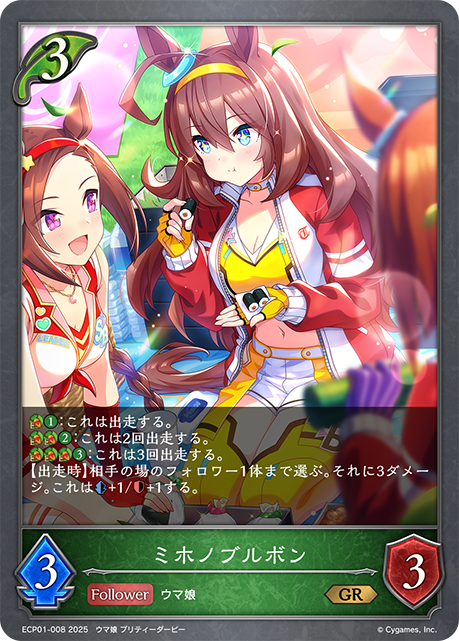 3
①:これは出走する。
②:これは2回出走する。
③:これは3回出走する。
【出走時】相手の場のフォロワー1体まで選ぶ。それに3ダメー
ジ。これは+1/+1する。
ミホノブルボン
3
Follower ウマ娘
GR
3
ECP01-008 2025 ウマ娘 プリティーダービー
© Cygames, Inc.